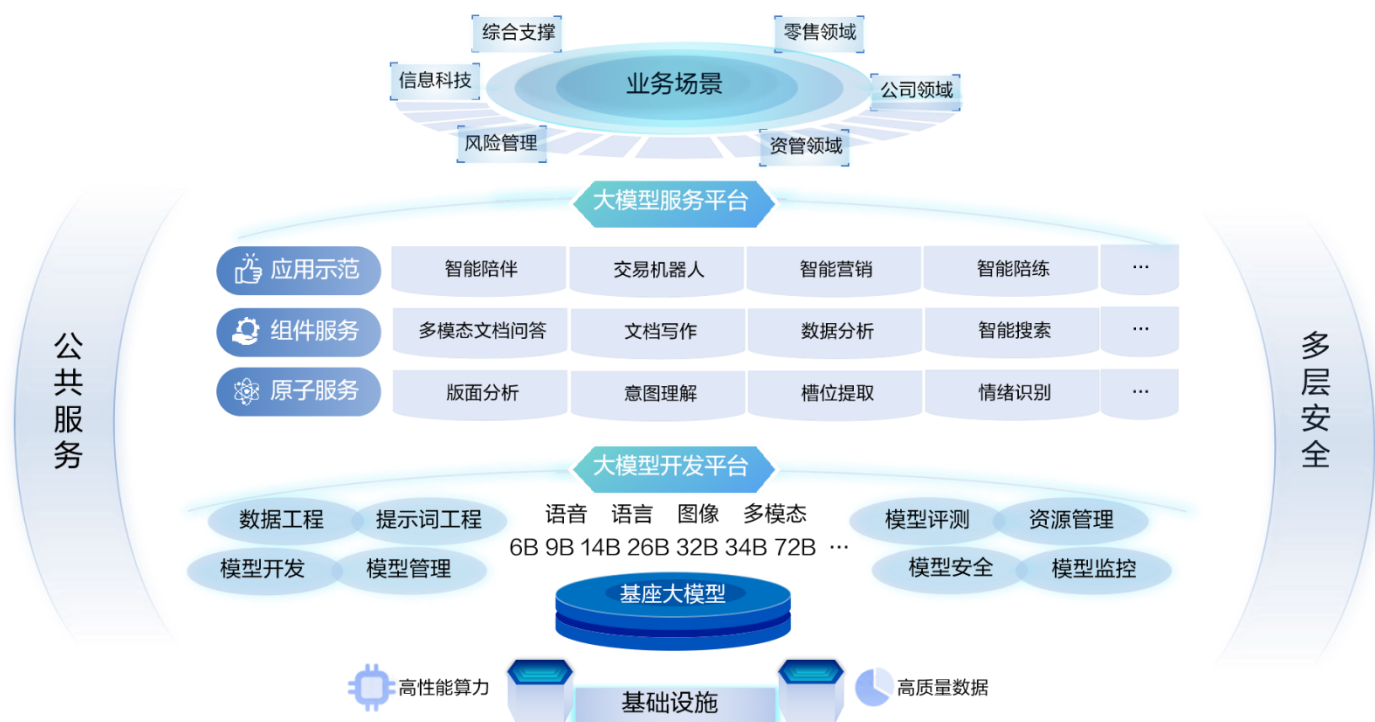 综合支撑
零售领域
信息科技
业务场景
公司领域
风险管理
资管领域
大模型服务平台
应用示范
智能陪伴
交易机器人
智能营销
智能陪练
…
组件服务
多模态文档问答
文档写作
数据分析
智能搜索
…
原子服务
版面分析
意图理解
槽位提取
情绪识别
…
公共服务
多层安全
大模型开发平台
数据工程
提示词工程
语音 语言 图像 多模态
模型评测
资源管理
6B 9B 14B 26B 32B 34B 72B …
模型开发
模型管理
模型安全
模型监控
基座大模型
高性能算力
基础设施
高质量数据